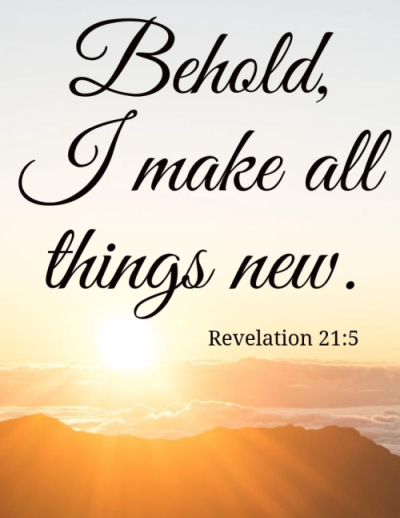 Behold,
I make all
things new.
Revelation 21:5